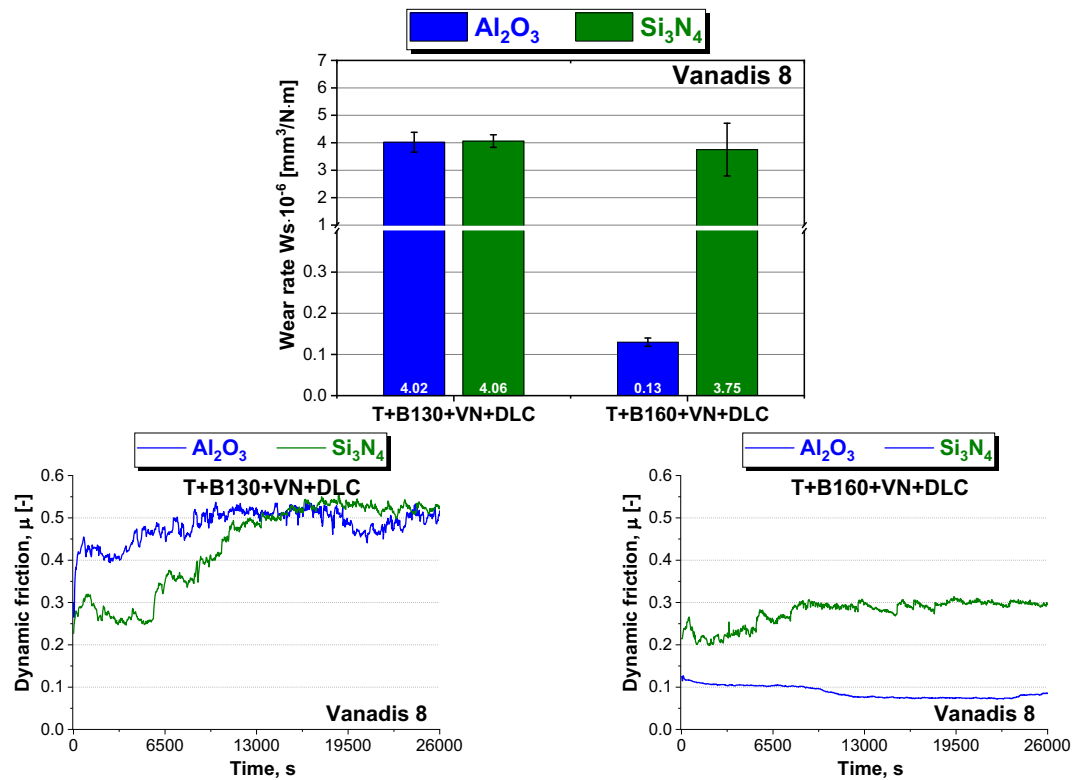 Al₂O₃ Si₃N₄
Vanadis 8
Wear rate Ws·10⁻⁶ [mm³/N·m]
7
6
5
4
3
2
1
0.3
0.2
0.1
0.0
4.02 4.06 0.13 3.75
T+B130+VN+DLC T+B160+VN+DLC
Al₂O₃ Si₃N₄
T+B130+VN+DLC
Dynamic friction, μ [-]
0.6
0.5
0.4
0.3
0.2
0.1
0.0
Vanadis 8
0 6500 13000 19500 26000
Time, s
Al₂O₃ Si₃N₄
T+B160+VN+DLC
Dynamic friction, μ [-]
0.6
0.5
0.4
0.3
0.2
0.1
0.0
Vanadis 8
0 6500 13000 19500 26000
Time, s